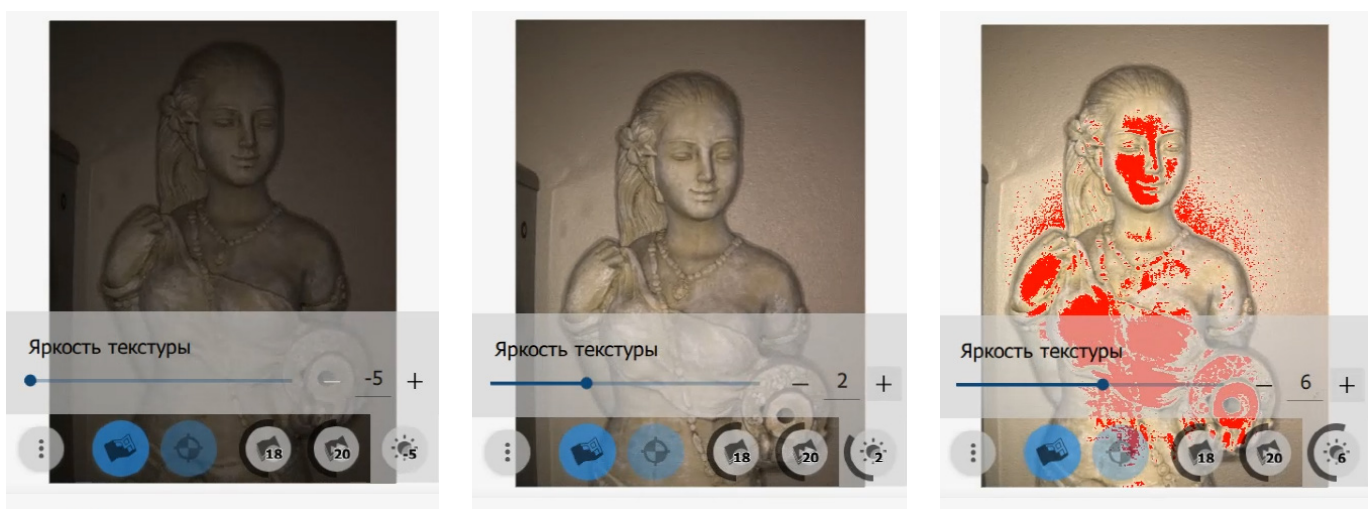 Яркость текстуры
-5 +
18 20 -5
Яркость текстуры
— 2 +
18 20 2
Яркость текстуры
— 6 +
18 20 6